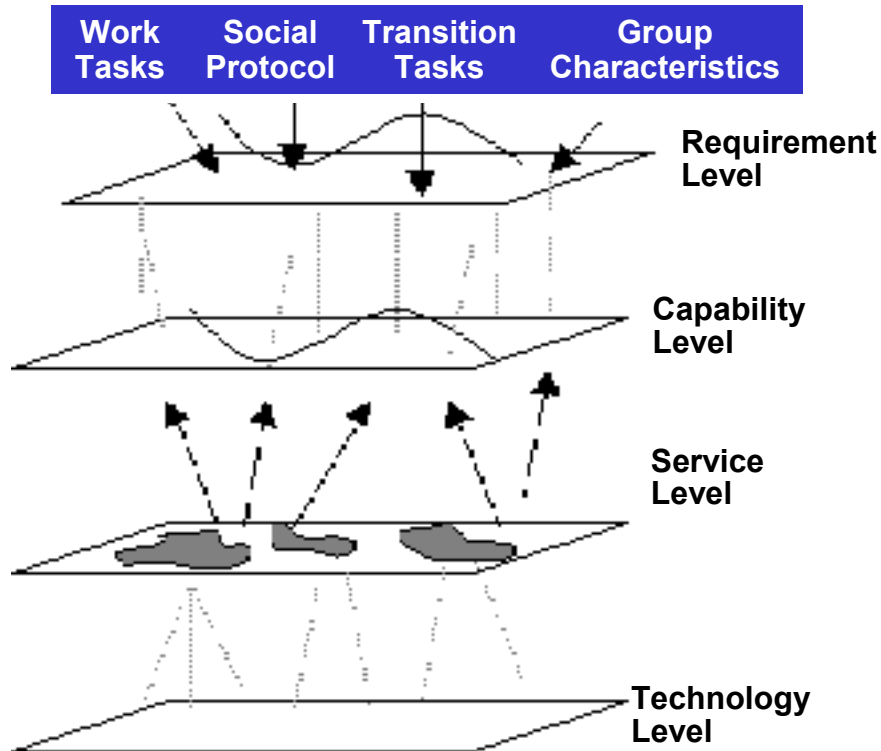 Work Social Transition Group
Tasks Protocol Tasks Characteristics
Requirement
Level
Capability
Level
Service
Level
Technology
Level